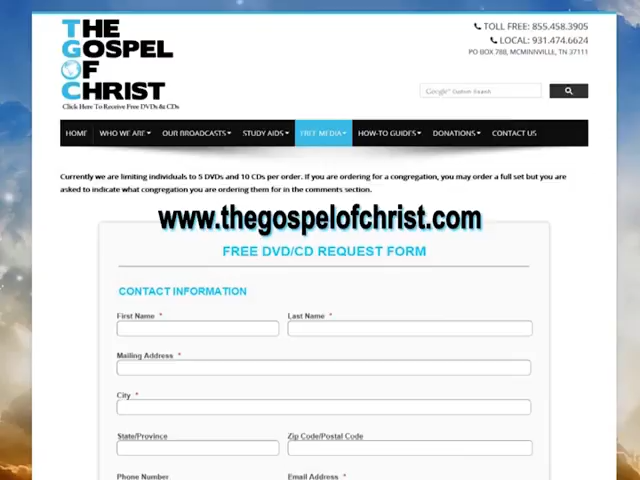 THE
GOSPEL
OF
CHRIST
Click Here To Receive Free DVDs & CDs
TOLL FREE: 855.458.3905
LOCAL: 931.474.6624
PO BOX 788, MCMINNVILLE, TN 37111
Google Custom Search
HOME WHO WE ARE OUR BROADCASTS STUDY AIDS FREE MEDIA HOW-TO GUIDES DONATIONS CONTACT US
Currently we are limiting individuals to 5 DVDs and 10 CDs per order. If you are ordering for a congregation, you may order a full set but you are
asked to indicate what congregation you are ordering them for in the comments section.
www.thegospelofchrist.com
FREE DVD/CD REQUEST FORM
CONTACT INFORMATION
First Name * Last Name *
Mailing Address *
City *
State/Province Zip Code/Postal Code
Phone Number Email Address *